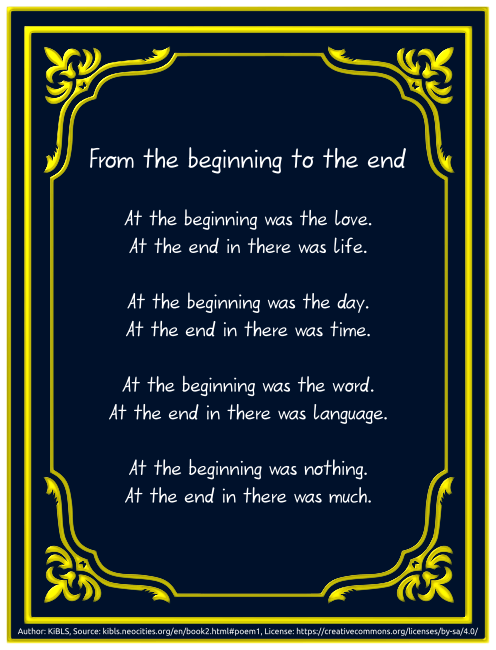 From the beginning to the end
At the beginning was the love.
At the end in there was life.
At the beginning was the day.
At the end in there was time.
At the beginning was the word.
At the end in there was language.
At the beginning was nothing.
At the end in there was much.
Author: KiBLS, Source: kibls.neocities.org/en/book2.html#poem1, License: https://creativecommons.org/licenses/by-sa/4.0/